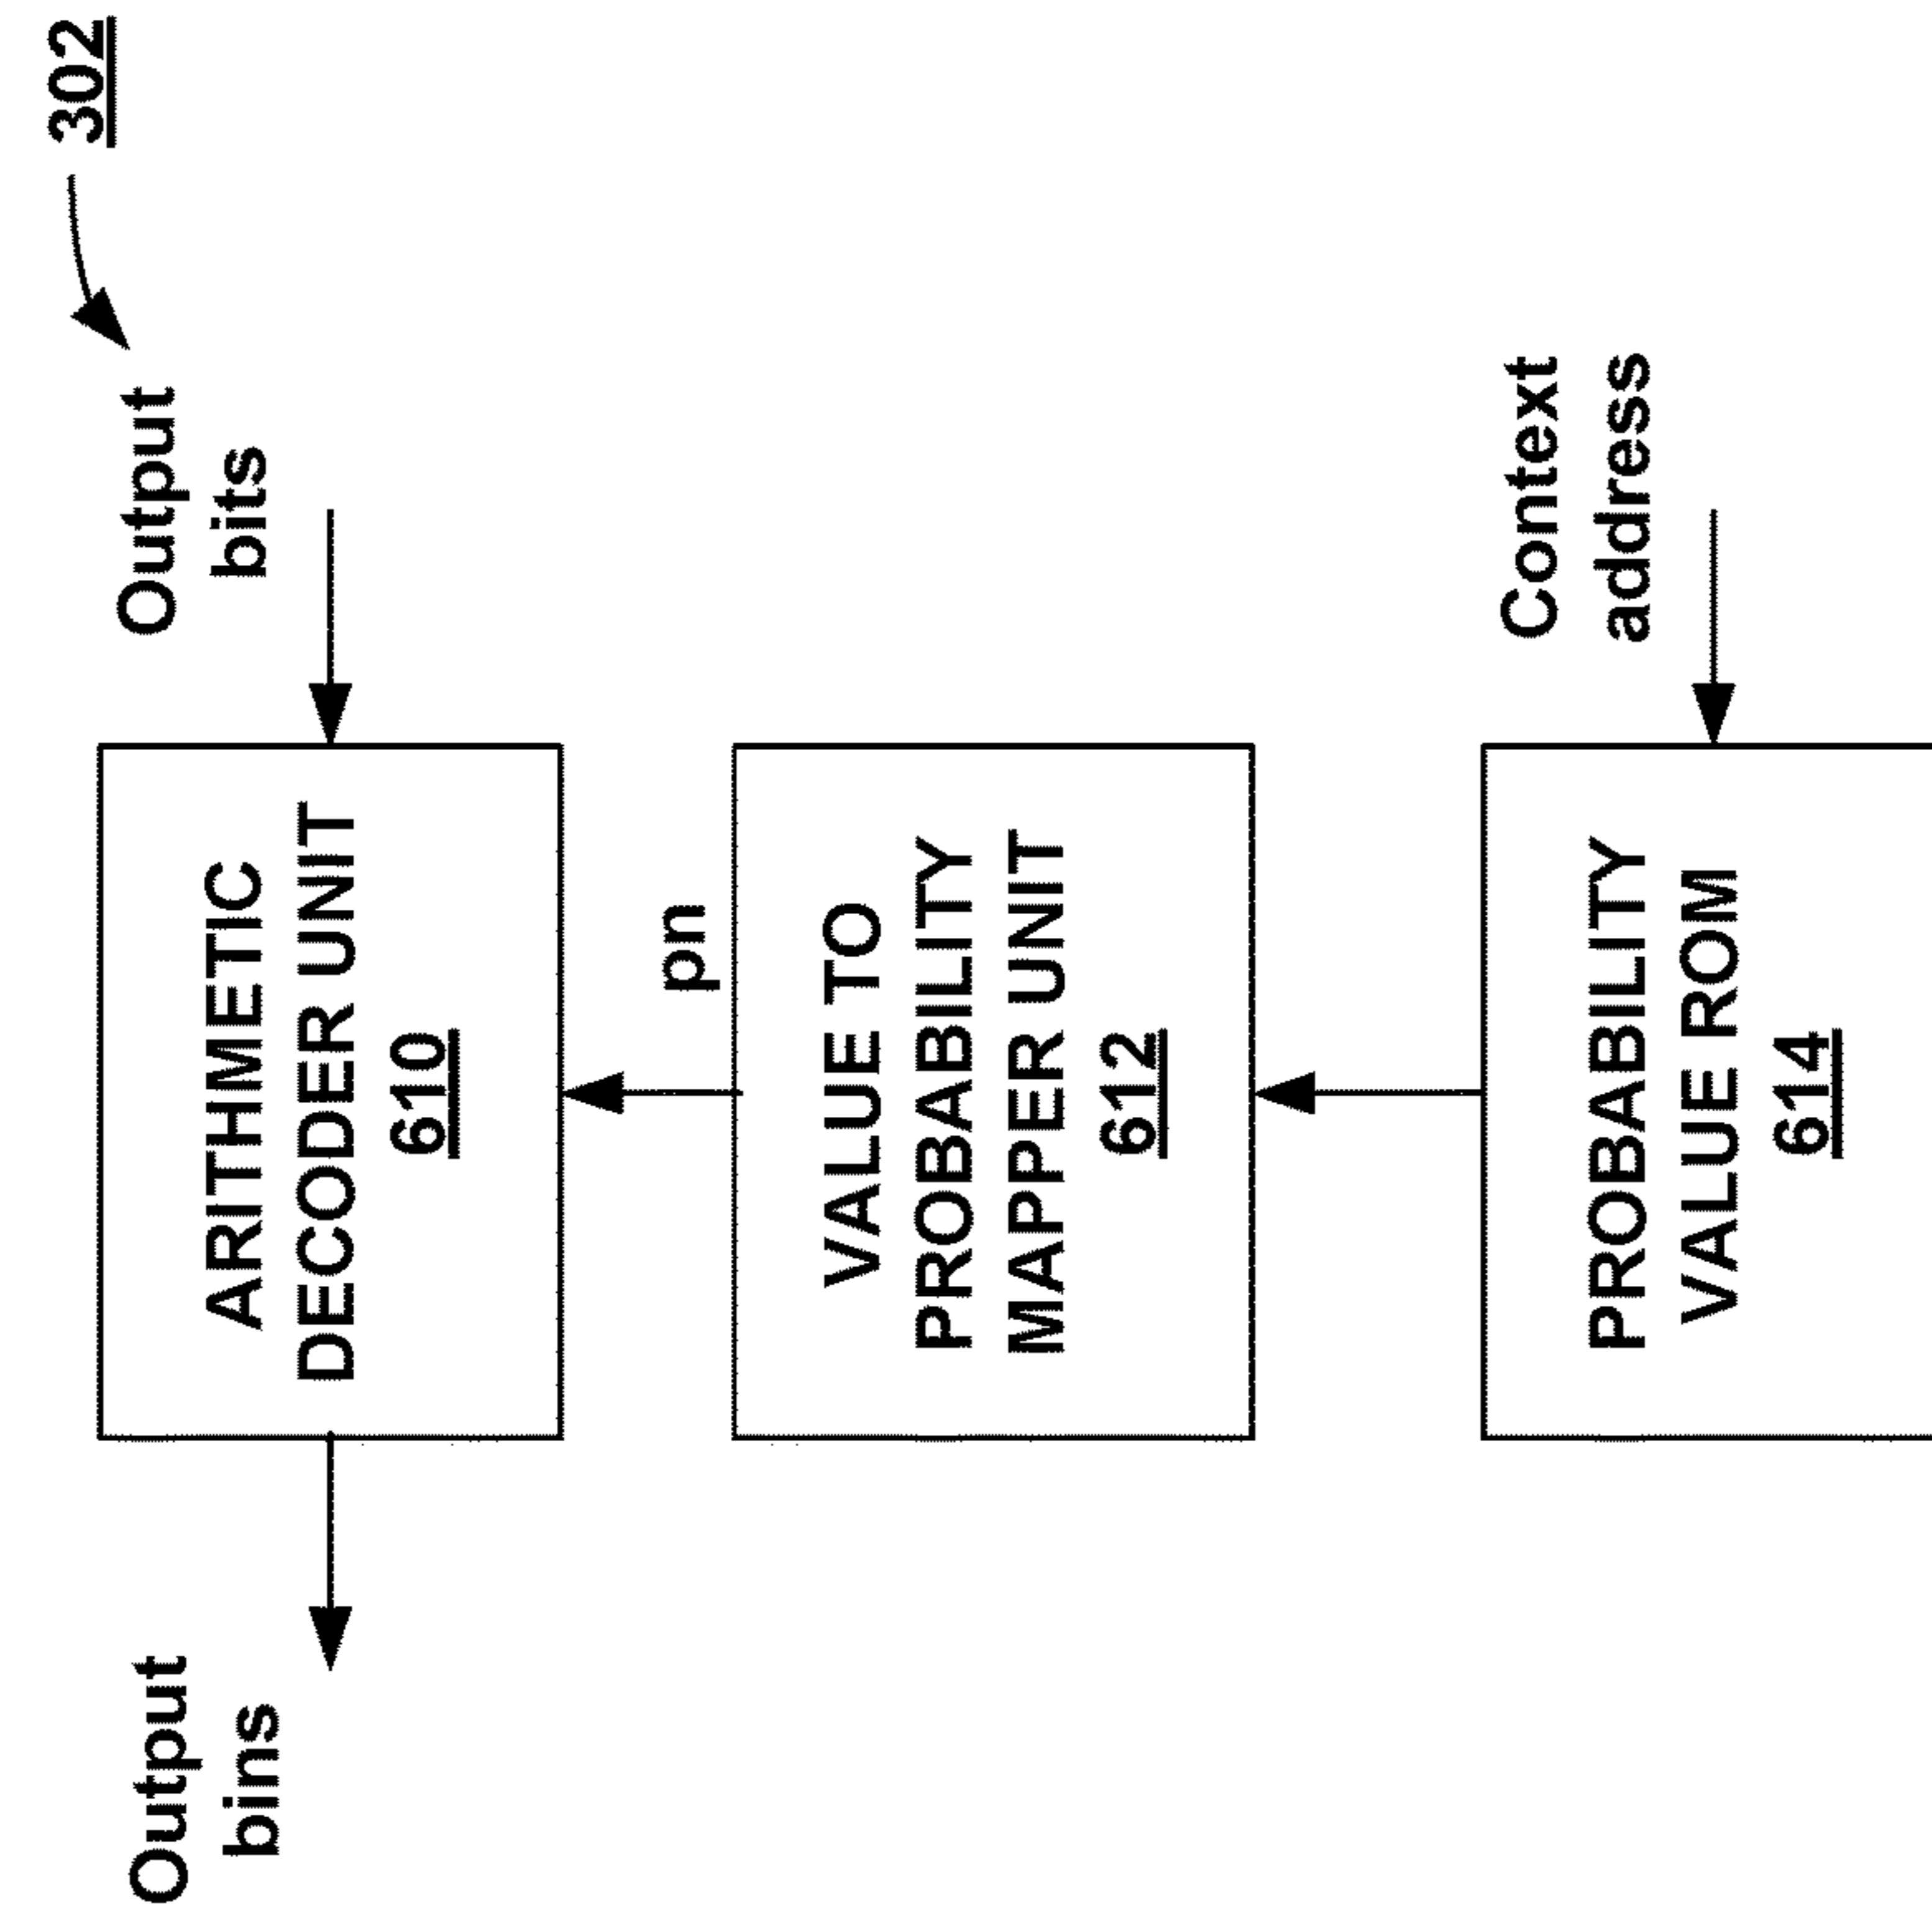 302
Output
bits
Context
address
ARITHMETIC
DECODER UNIT
610
pn
VALUE TO
PROBABILITY
MAPPER UNIT
612
PROBABILITY
VALUE ROM
614
Output
bins